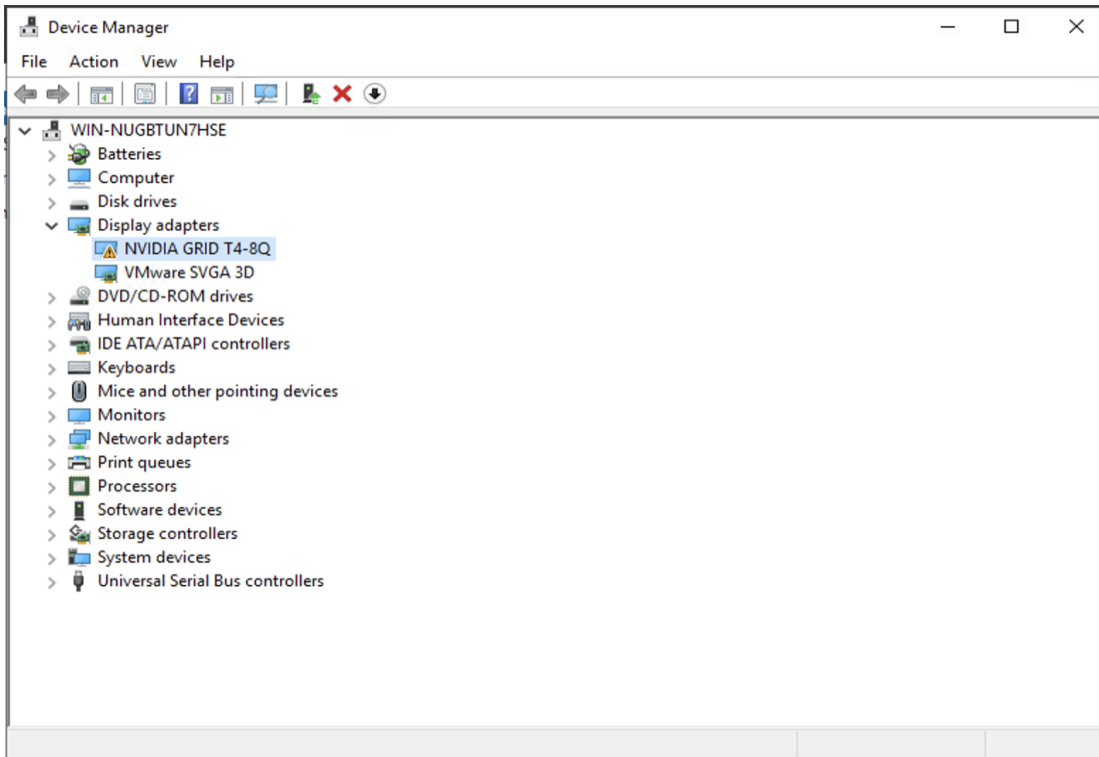 Device Manager
File Action View Help
WIN-NUGBTUN7HSE
Batteries
Computer
Disk drives
Display adapters
NVIDIA GRID T4-8Q
VMware SVGA 3D
DVD/CD-ROM drives
Human Interface Devices
IDE ATA/ATAPI controllers
Keyboards
Mice and other pointing devices
Monitors
Network adapters
Print queues
Processors
Software devices
Storage controllers
System devices
Universal Serial Bus controllers